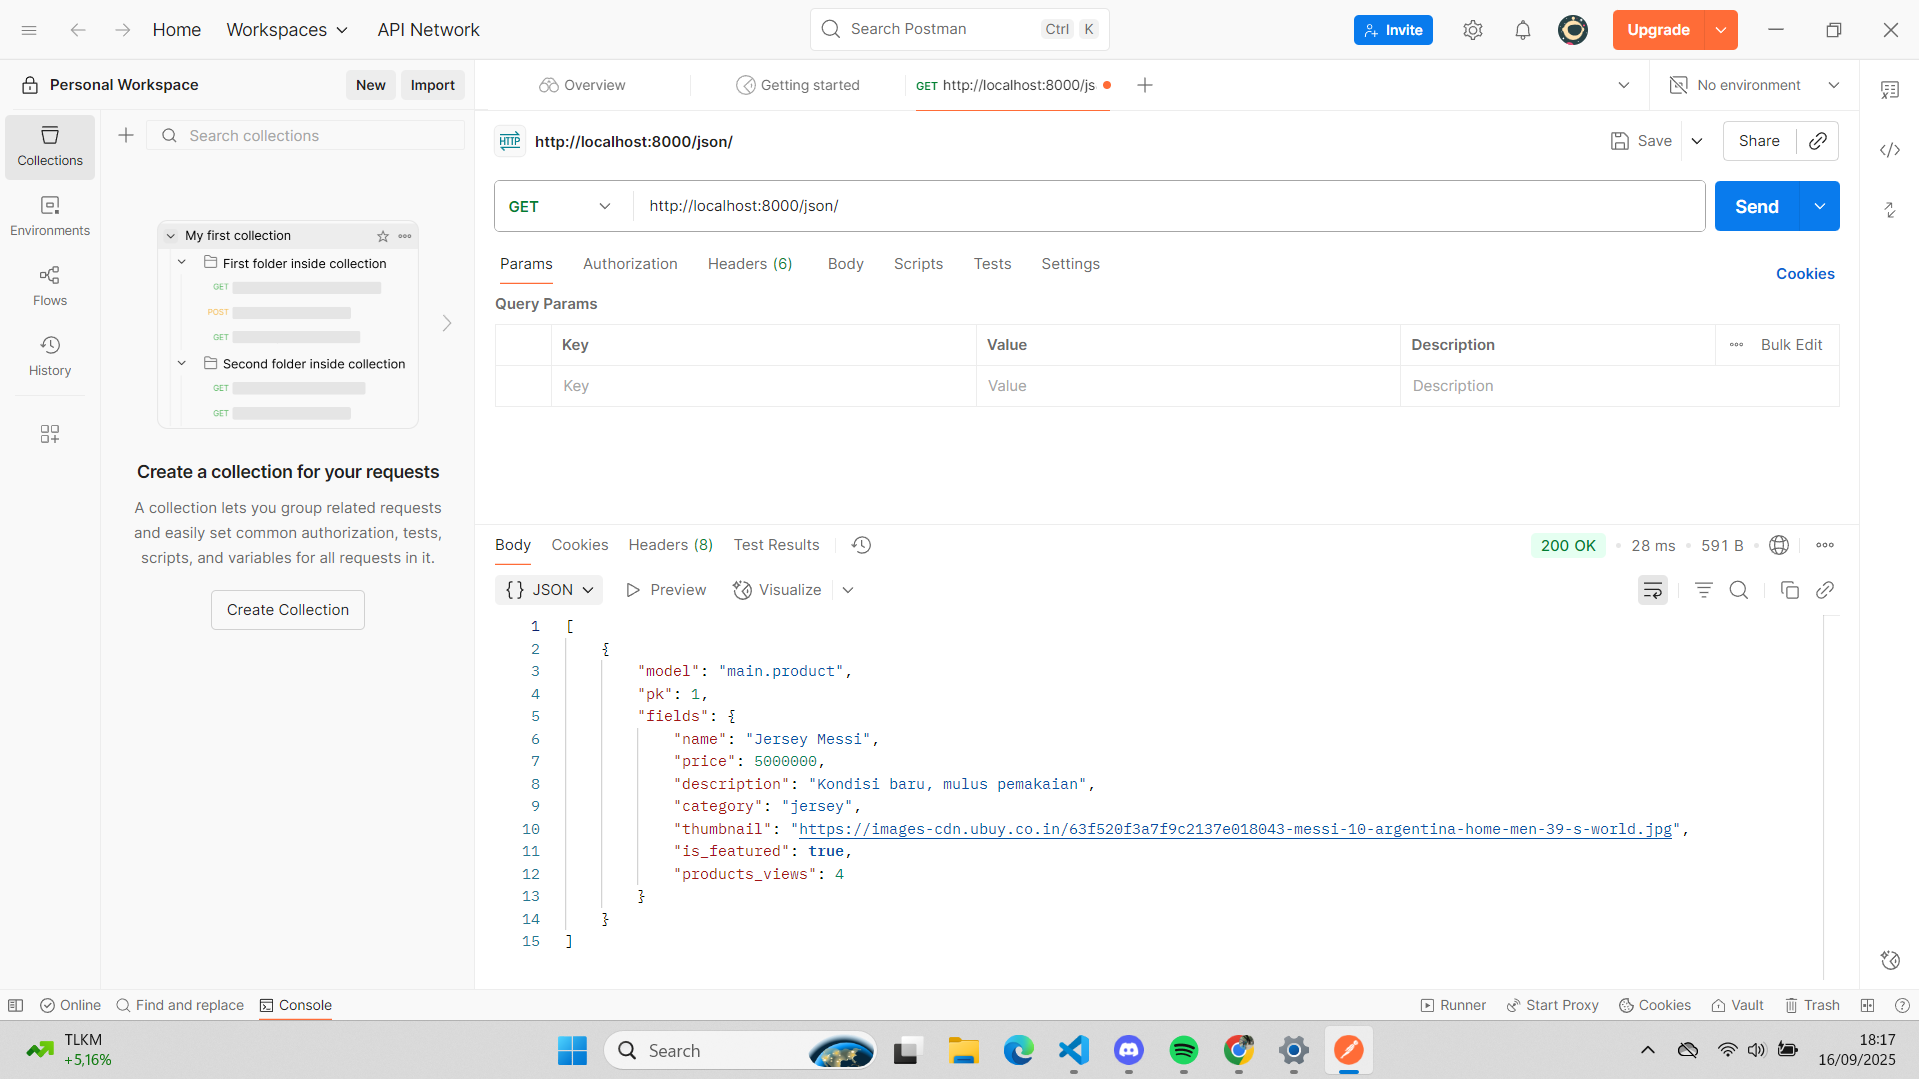 Home
Workspaces
API Network
Search Postman
Ctrl K
Invite
Upgrade
Personal Workspace
New
Import
Overview
Getting started
GET http://localhost:8000/js
No environment
Collections
Environments
Flows
History
Search collections
My first collection
First folder inside collection
GET
POST
GET
Second folder inside collection
GET
GET
Create a collection for your requests
A collection lets you group related requests
and easily set common authorization, tests,
scripts, and variables for all requests in it.
Create Collection
HTTP http://localhost:8000/json/
Save
Share
GET
http://localhost:8000/json/
Send
Params
Authorization
Headers (6)
Body
Scripts
Tests
Settings
Cookies
Query Params
Key
Value
Description
Bulk Edit
Key
Value
Description
Body
Cookies
Headers (8)
Test Results
200 OK
28 ms
591 B
{} JSON
Preview
Visualize
1 [
2 {
3 "model": "main.product",
4 "pk": 1,
5 "fields": {
6 "name": "Jersey Messi",
7 "price": 5000000,
8 "description": "Kondisi baru, mulus pemakaian",
9 "category": "jersey",
10 "thumbnail": "https://images-cdn.ubuy.co.in/63f520f3a7f9c2137e018043-messi-10-argentina-home-men-39-s-world.jpg",
11 "is_featured": true,
12 "products_views": 4
13 }
14 }
15 ]
Online
Find and replace
Console
Runner
Start Proxy
Cookies
Vault
Trash
TLKM
+5,16%
Search
18:17
16/09/2025